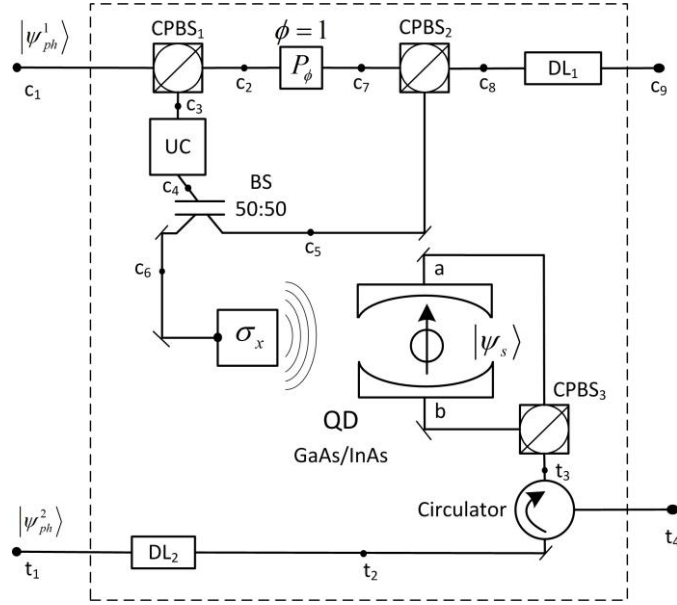 |ψ¹ph⟩
CPBS₁
ϕ = 1
CPBS₂
P_ϕ
DL₁
c₁
c₂
c₇
c₈
c₉
c₃
UC
c₄
BS
50:50
c₅
c₆
a
σₓ
|ψₛ⟩
b
CPBS₃
QD
GaAs/InAs
t₃
|ψ²ph⟩
Circulator
DL₂
t₁
t₂
t₄